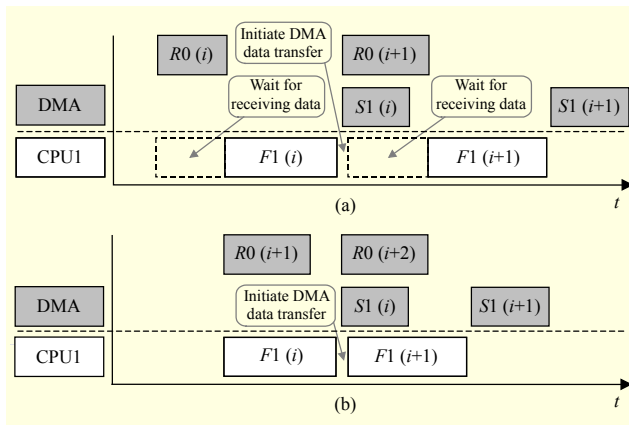 Initiate DMA
data transfer
R0 (i)
R0 (i+1)
Wait for
receiving data
Wait for
receiving data
DMA
S1 (i)
S1 (i+1)
CPU1
F1 (i)
F1 (i+1)
t
(a)
R0 (i+1)
R0 (i+2)
Initiate DMA
data transfer
DMA
S1 (i)
S1 (i+1)
CPU1
F1 (i)
F1 (i+1)
t
(b)